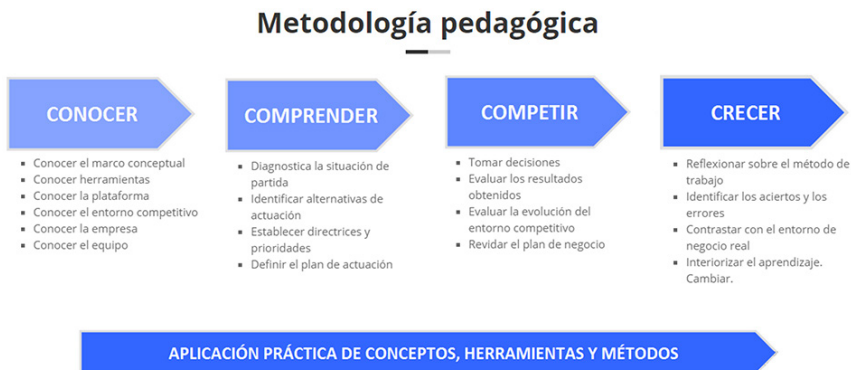 Metodología pedagógica
CONOCER
Conocer el marco conceptual
Conocer herramientas
Conocer la plataforma
Conocer el entorno competitivo
Conocer la empresa
Conocer el equipo
COMPRENDER
Diagnostica la situación de
partida
Identificar alternativas de
actuación
Establecer directrices y
prioridades
Definir el plan de actuación
COMPETIR
Tomar decisiones
Evaluar los resultados
obtenidos
Evaluar la evolución del
entorno competitivo
Revidar el plan de negocio
CRECER
Reflexionar sobre el método de
trabajo
Identificar los aciertos y los
errores
Contrastar con el entorno de
negocio real
Interiorizar el aprendizaje.
Cambiar.
APLICACIÓN PRÁCTICA DE CONCEPTOS, HERRAMIENTAS Y MÉTODOS